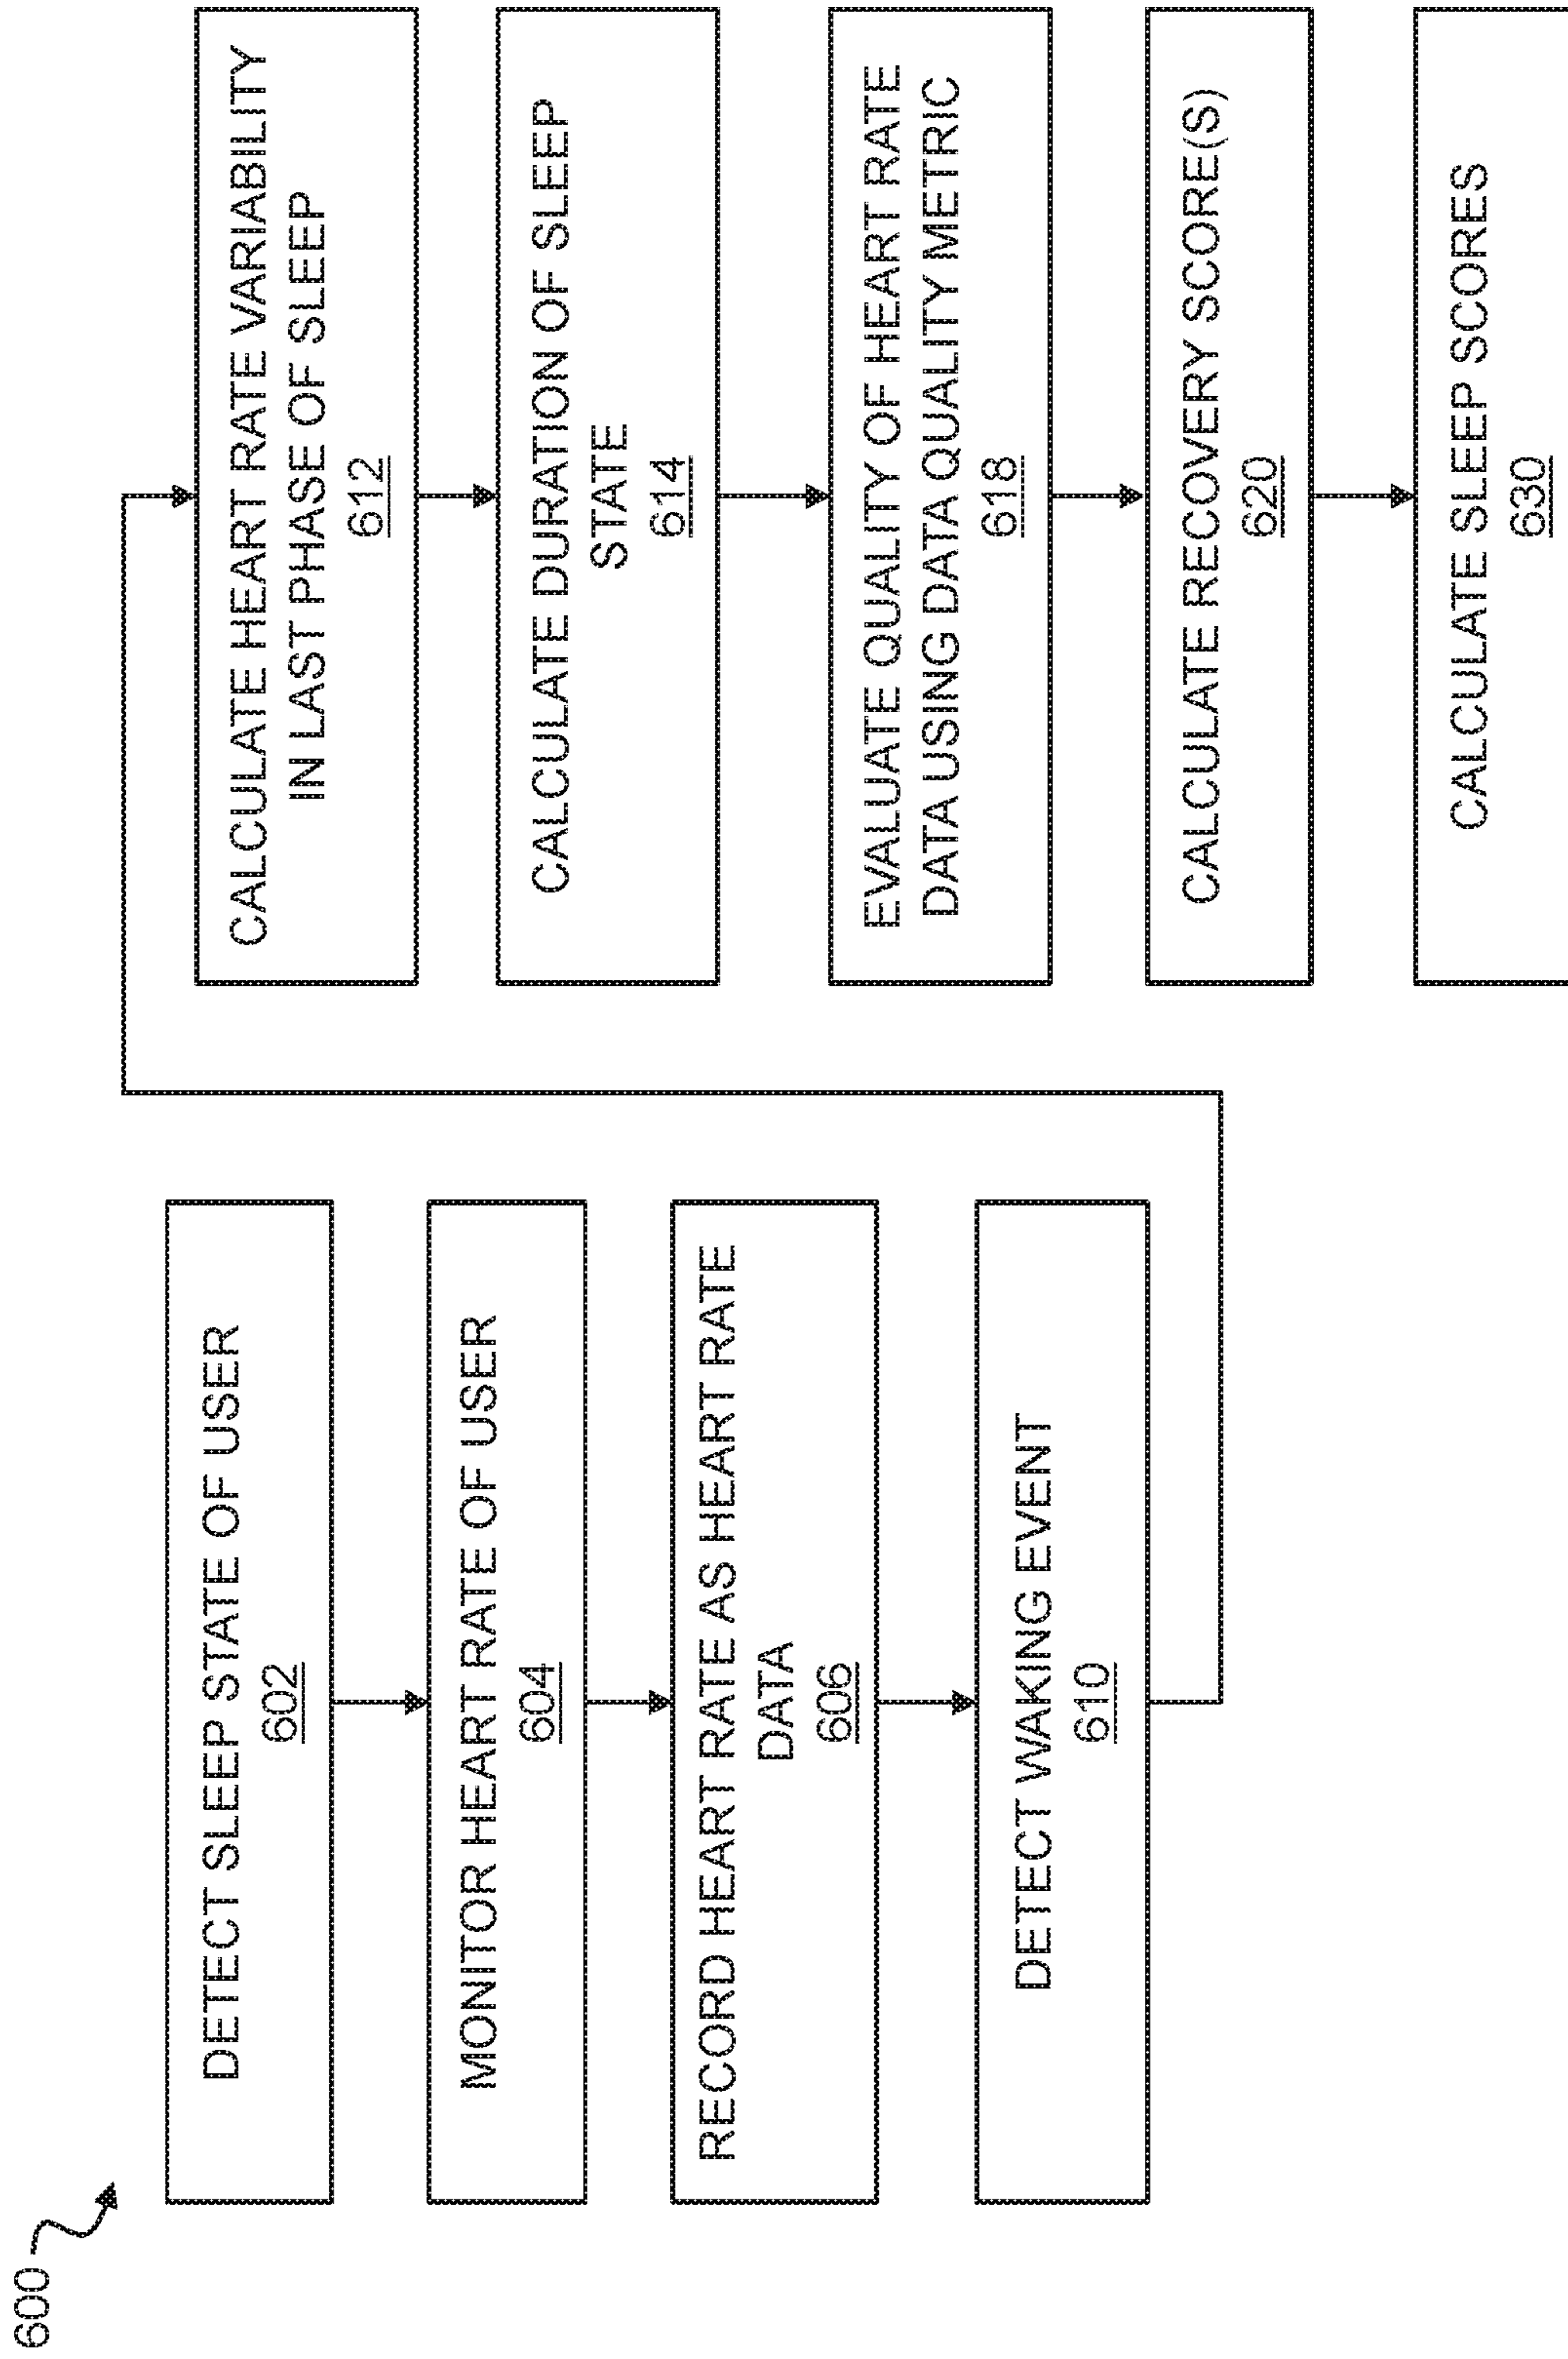 600
DETECT SLEEP STATE OF USER
602
MONITOR HEART RATE OF USER
604
RECORD HEART RATE AS HEART RATE
DATA
606
DETECT WAKING EVENT
610
CALCULATE HEART RATE VARIABILITY
IN LAST PHASE OF SLEEP
612
CALCULATE DURATION OF SLEEP
STATE
614
EVALUATE QUALITY OF HEART RATE
DATA USING DATA QUALITY METRIC
618
CALCULATE RECOVERY SCORE(S)
620
CALCULATE SLEEP SCORES
630